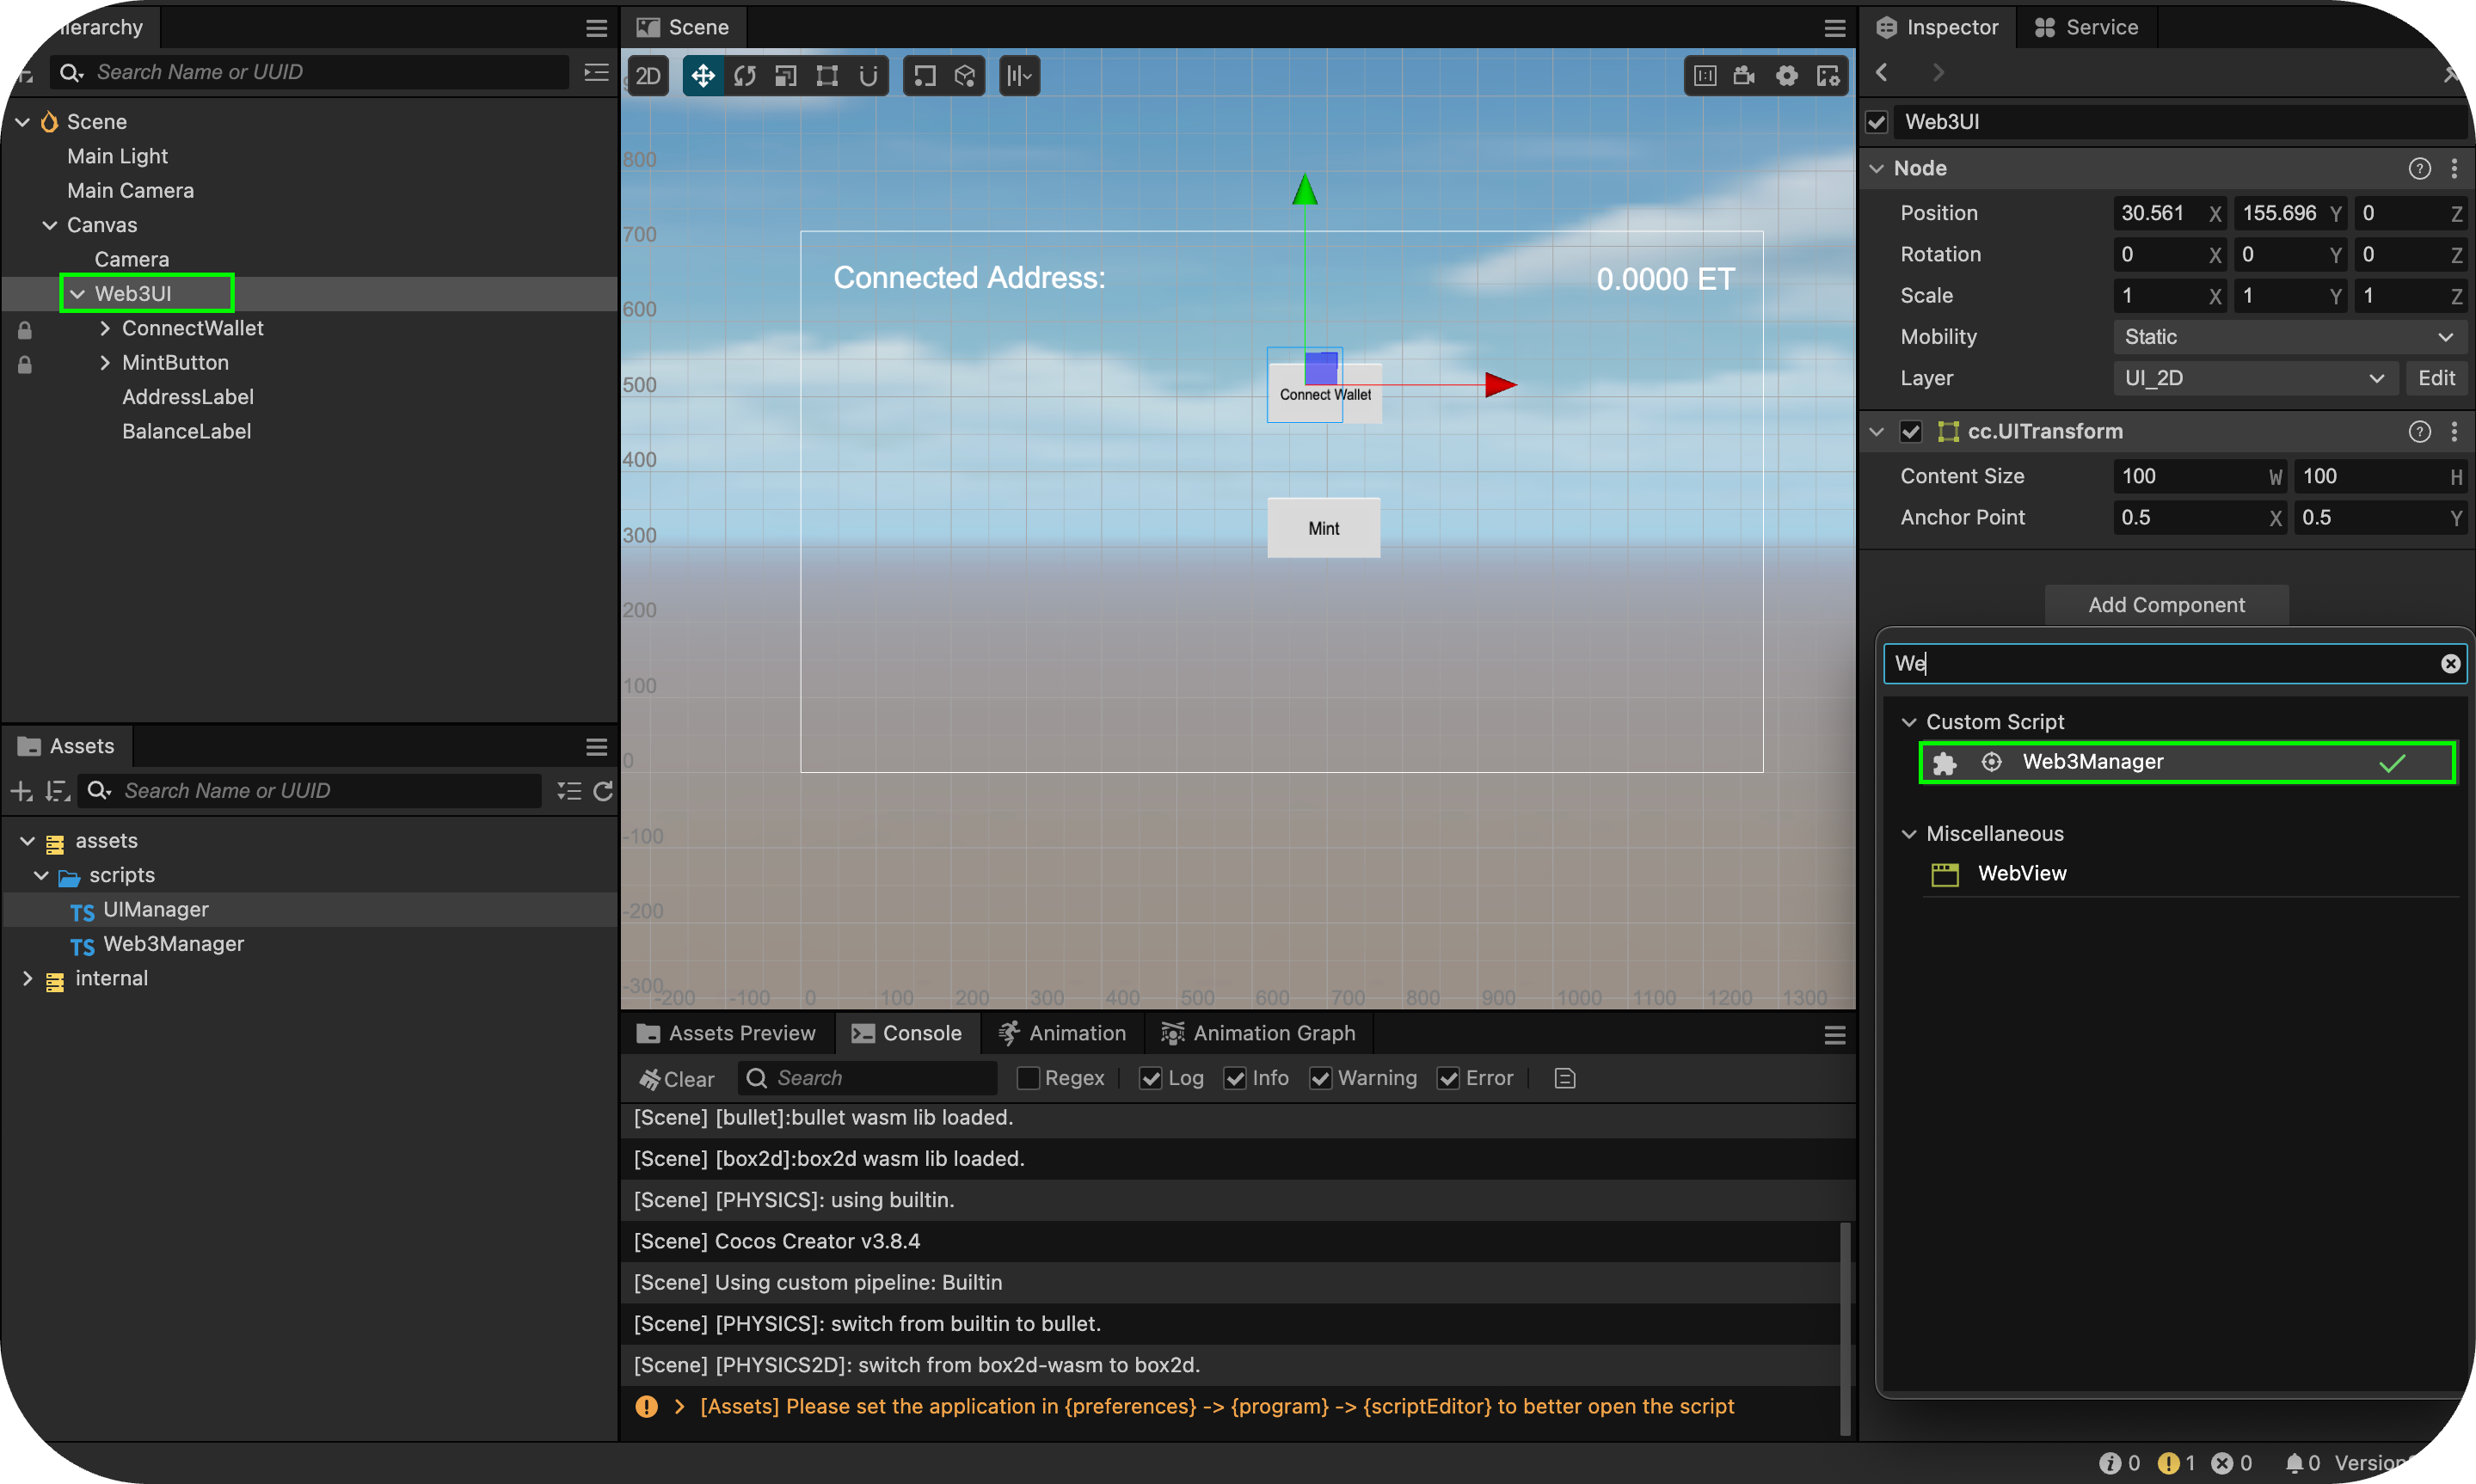 Hierarchy
Search Name or UUID
Scene
Main Light
Main Camera
Canvas
Camera
Web3UI
ConnectWallet
MintButton
AddressLabel
BalanceLabel
Assets
Search Name or UUID
assets
scripts
TS UIManager
TS Web3Manager
internal
Scene
2D
800
700
600
500
400
300
200
100
0
-100
-200
-300
-200 -100 0 100 200 300 400 500 600 700 800 900 1000 1100 1200 1300
Connected Address:
0.0000 ET
Connect Wallet
Mint
Assets Preview Console Animation Animation Graph
Clear Search Regex Log Info Warning Error
[Scene] [bullet]:bullet wasm lib loaded.
[Scene] [box2d]:box2d wasm lib loaded.
[Scene] [PHYSICS]: using builtin.
[Scene] Cocos Creator v3.8.4
[Scene] Using custom pipeline: Builtin
[Scene] [PHYSICS]: switch from builtin to bullet.
[Scene] [PHYSICS2D]: switch from box2d-wasm to box2d.
[Assets] Please set the application in {preferences} -> {program} -> {scriptEditor} to better open the script
Inspector Service
Web3UI
Node
Position 30.561 X 155.696 Y 0 Z
Rotation 0 X 0 Y 0 Z
Scale 1 X 1 Y 1 Z
Mobility Static
Layer UI_2D Edit
cc.UITransform
Content Size 100 W 100 H
Anchor Point 0.5 X 0.5 Y
Add Component
We
Custom Script
Web3Manager
Miscellaneous
WebView
0 1 0 0 Version